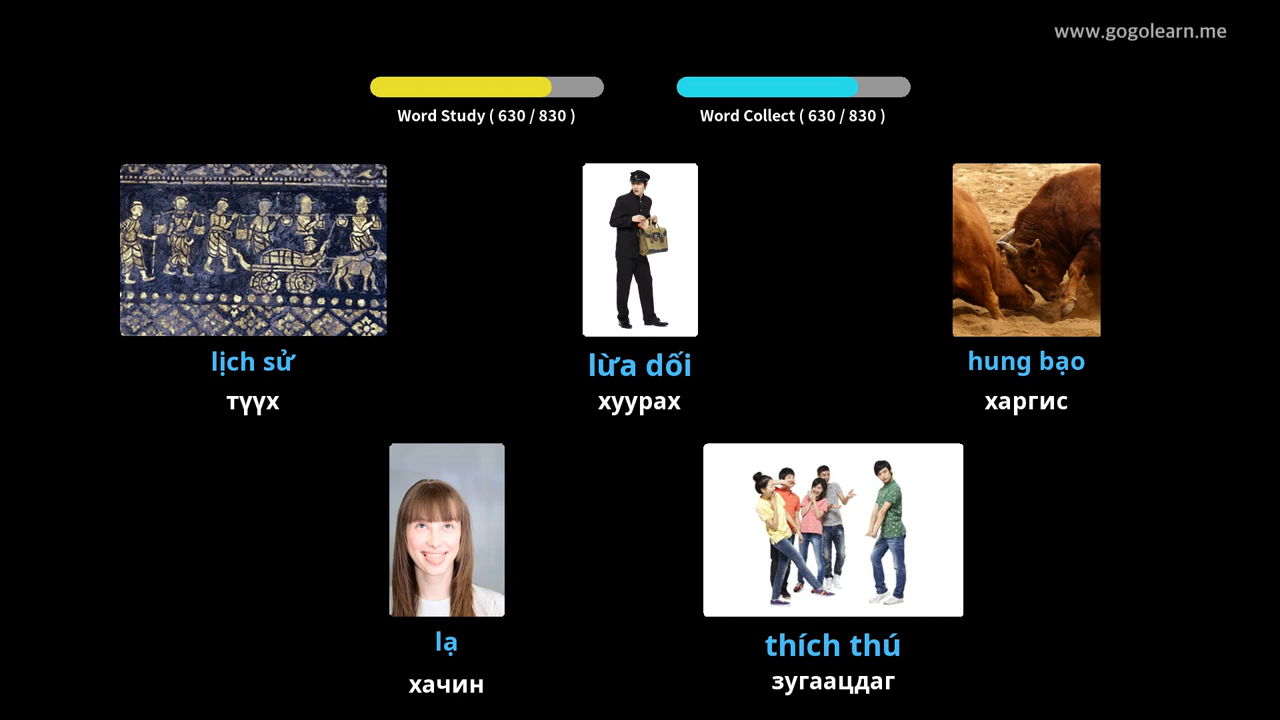 www.gogolearn.me
Word Study ( 630 / 830 )
Word Collect ( 630 / 830 )
lịch sử
түүх
lừa dối
хуурах
hung bạo
харгис
lạ
хачин
thích thú
зугаацдаг